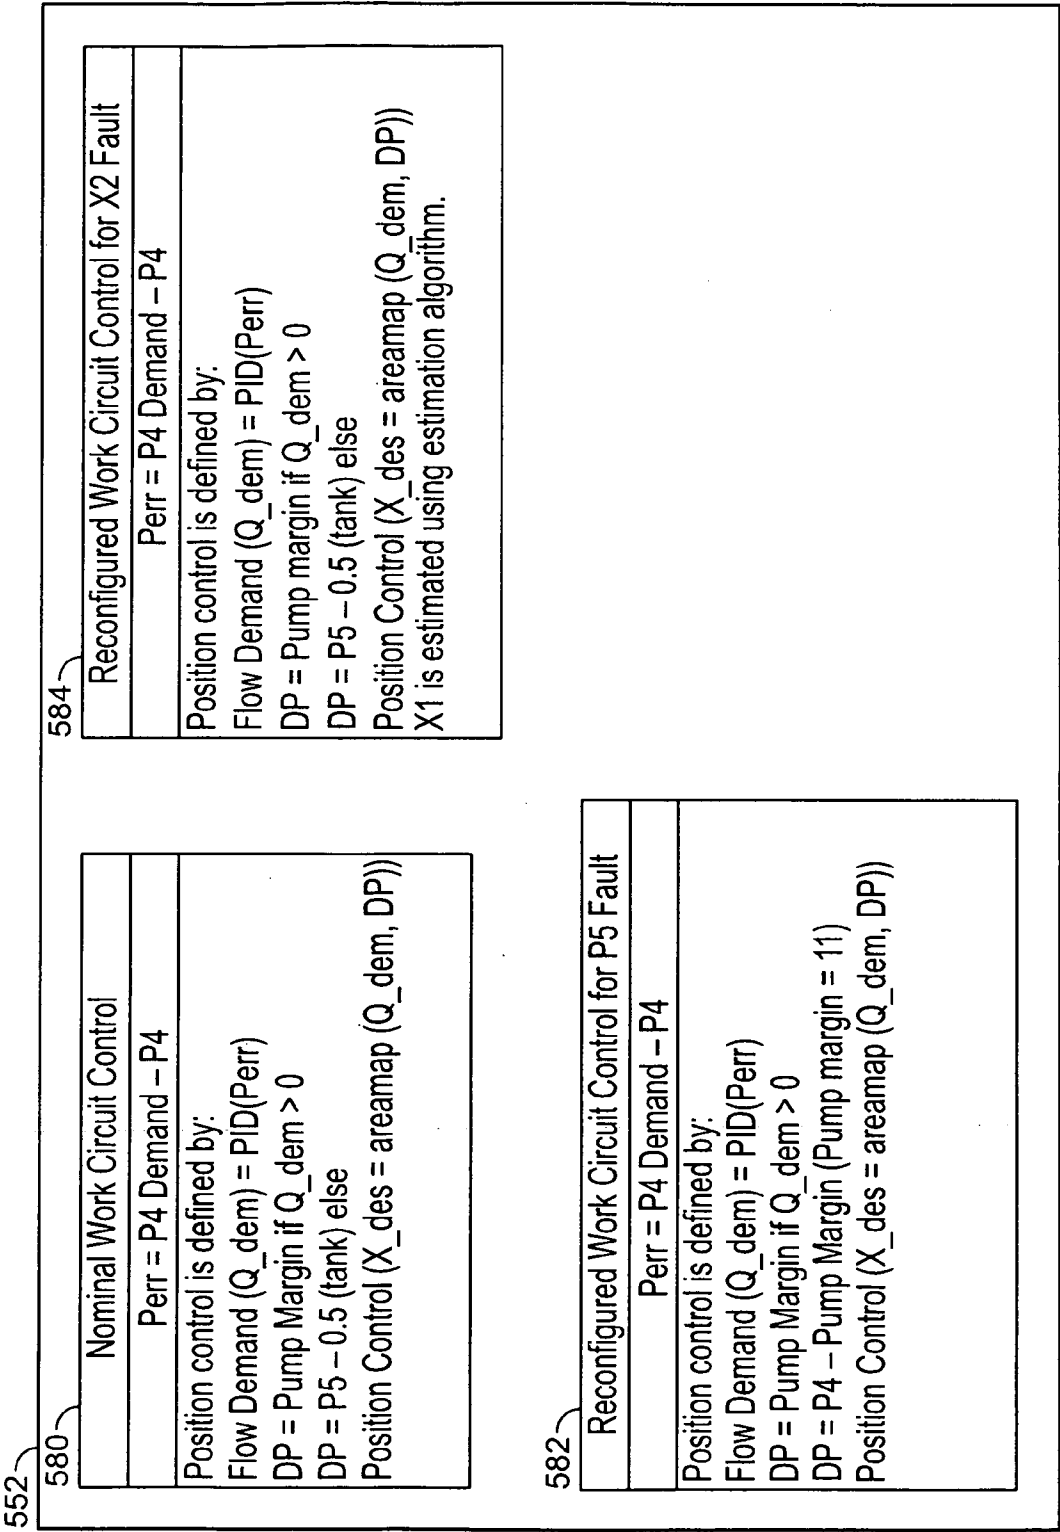 552
580
Nominal Work Circuit Control
Perr = P4 Demand – P4
Position control is defined by:
Flow Demand (Q_dem) = PID(Perr)
DP = Pump Margin if Q_dem > 0
DP = P5 – 0.5 (tank) else
Position Control (X_des = areamap (Q_dem, DP))
584
Reconfigured Work Circuit Control for X2 Fault
Perr = P4 Demand – P4
Position control is defined by:
Flow Demand (Q_dem) = PID(Perr)
DP = Pump margin if Q_dem > 0
DP = P5 – 0.5 (tank) else
Position Control (X_des = areamap (Q_dem, DP))
X1 is estimated using estimation algorithm.
582
Reconfigured Work Circuit Control for P5 Fault
Perr = P4 Demand – P4
Position control is defined by:
Flow Demand (Q_dem) = PID(Perr)
DP = Pump Margin if Q_dem > 0
DP = P4 – Pump Margin (Pump margin = 11)
Position Control (X_des = areamap (Q_dem, DP))